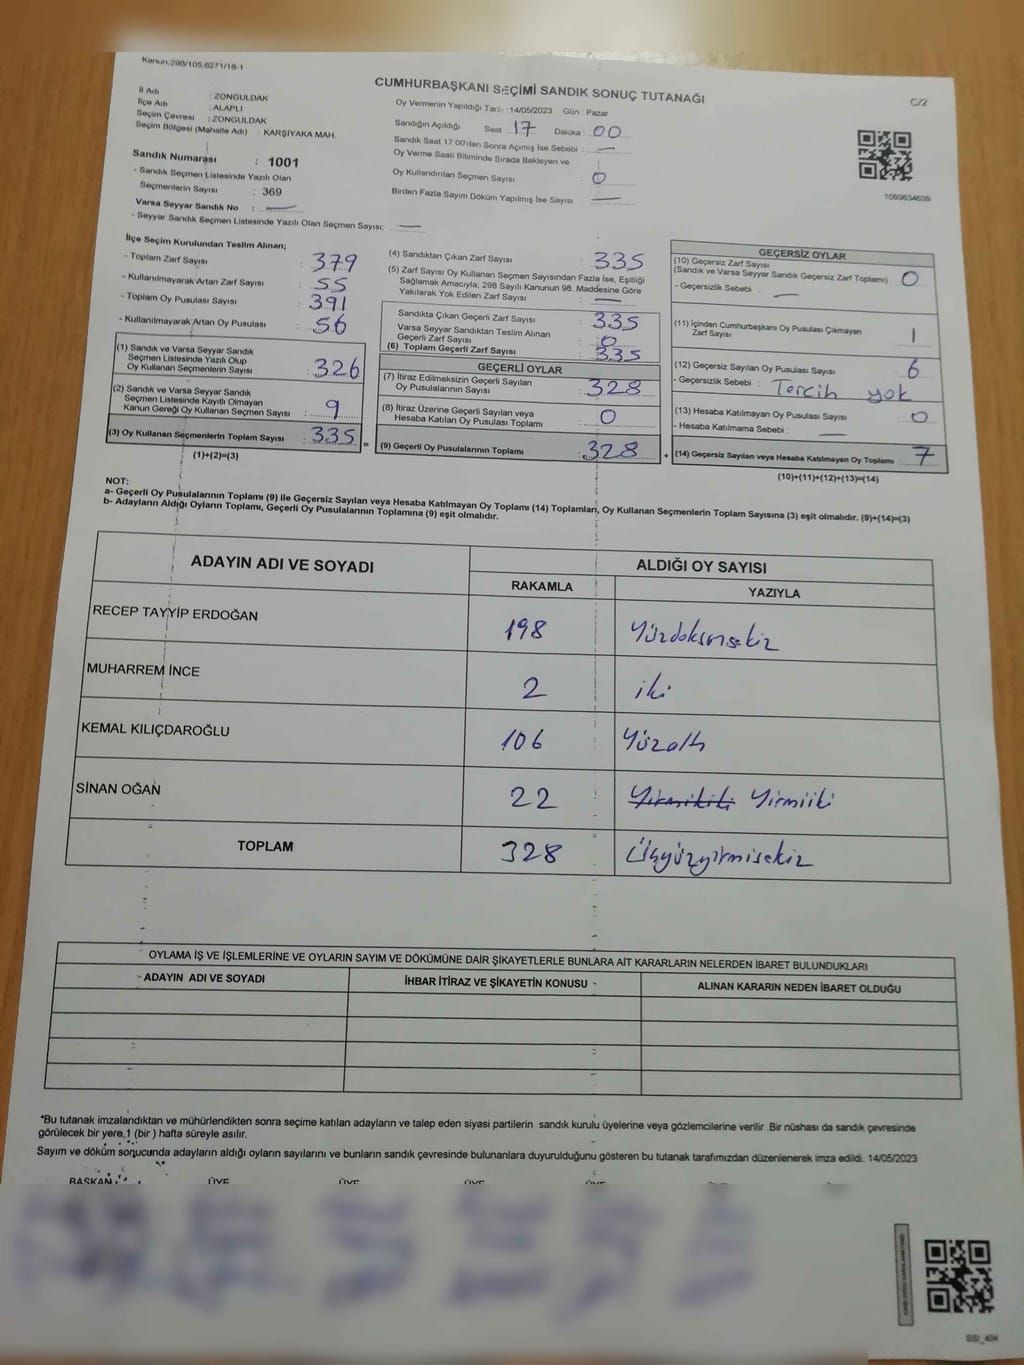 Kanun; 298/105,6271/18-1
CUMHURBAŞKANI SEÇİMİ SANDIK SONUÇ TUTANAĞI
C/2
İl Adı : ZONGULDAK
İlçe Adı : ALAPLI
Seçim Çevresi : ZONGULDAK
Seçim Bölgesi (Mahalle Adı) : KARŞIYAKA MAH.
Sandık Numarası : 1001
- Sandık Seçmen Listesinde Yazılı Olan
Seçmenlerin Sayısı : 369
Varsa Seyyar Sandık No : —
- Seyyar Sandık Seçmen Listesinde Yazılı Olan Seçmen Sayısı: —
Oy Vermenin Yapıldığı Tarih : 14/05/2023 Gün : Pazar
Sandığın Açıldığı Saat 17 Dakika : 00
Sandık Saat 17:00'den Sonra Açımış İse Sebebi : —
Oy Verme Saati Bitiminde Sırada Bekleyen ve
Oy Kullandırılan Seçmen Sayısı : 0
Birden Fazla Sayım Döküm Yapılmış İse Sayısı : —
1093634639
İlçe Seçim Kurulundan Teslim Alınan;
- Toplam Zarf Sayısı : 379
- Kullanılmayarak Artan Zarf Sayısı : 55
- Toplam Oy Pusulası Sayısı : 391
- Kullanılmayarak Artan Oy Pusulası : 56
(1) Sandık ve Varsa Seyyar Sandık
Seçmen Listesinde Yazılı Olup
Oy Kullanan Seçmenlerin Sayısı : 326
(2) Sandık ve Varsa Seyyar Sandık
Seçmen Listesinde Kayıtlı Olmayan
Kanun Gereği Oy Kullanan Seçmen Sayısı : 9
(3) Oy Kullanan Seçmenlerin Toplam Sayısı : 335 =
(1)+(2)=(3)
(4) Sandıktan Çıkan Zarf Sayısı : 335
(5) Zarf Sayısı Oy Kullanan Seçmen Sayısından Fazla İse, Eşitliği
Sağlamak Amacıyla; 298 Sayılı Kanunun 98. Maddesine Göre
Yakılarak Yok Edilen Zarf Sayısı : —
Sandıkta Çıkan Geçerli Zarf Sayısı : 335
Varsa Seyyar Sandıktan Teslim Alınan
Geçerli Zarf Sayısı : 0
(6) Toplam Geçerli Zarf Sayısı : 335
GEÇERLİ OYLAR
(7) İtiraz Edilmeksizin Geçerli Sayılan
Oy Pusulalarının Sayısı : 328
(8) İtiraz Üzerine Geçerli Sayılan veya
Hesaba Katılan Oy Pusulası Toplamı : 0
(9) Geçerli Oy Pusulalarının Toplamı : 328 +
GEÇERSİZ OYLAR
(10) Geçersiz Zarf Sayısı
(Sandık ve Varsa Seyyar Sandık Geçersiz Zarf Toplamı) : 0
- Geçersizlik Sebebi : —
(11) İçinden Cumhurbaşkanı Oy Pusulası Çıkmayan
Zarf Sayısı : 1
(12) Geçersiz Sayılan Oy Pusulası Sayısı : 6
- Geçersizlik Sebebi : Tercih yok
(13) Hesaba Katılmayan Oy Pusulası Sayısı : 0
- Hesaba Katılmama Sebebi : —
(14) Geçersiz Sayılan veya Hesaba Katılmayan Oy Toplamı : 7
(10)+(11)+(12)+(13)=(14)
NOT:
a- Geçerli Oy Pusulalarının Toplamı (9) ile Geçersiz Sayılan veya Hesaba Katılmayan Oy Toplamı (14) Toplamları, Oy Kullanan Seçmenlerin Toplam Sayısına (3) eşit olmalıdır. (9)+(14)=(3)
b- Adayların Aldığı Oyların Toplamı, Geçerli Oy Pusulalarının Toplamına (9) eşit olmalıdır.
ADAYIN ADI VE SOYADI ALDIĞI OY SAYISI
RAKAMLA YAZIYLA
RECEP TAYYİP ERDOĞAN 198 Yüzdoksansekiz
MUHARREM İNCE 2 iki
KEMAL KILIÇDAROĞLU 106 Yüzaltı
SİNAN OĞAN 22 Yirmikiki Yirmiiki
TOPLAM 328 Üçyüzyirmisekiz
OYLAMA İŞ VE İŞLEMLERİNE VE OYLARIN SAYIM VE DÖKÜMÜNE DAİR ŞİKAYETLERLE BUNLARA AİT KARARLARIN NELERDEN İBARET BULUNDUKLARI
ADAYIN ADI VE SOYADI İHBAR İTİRAZ VE ŞİKAYETİN KONUSU ALINAN KARARIN NEDEN İBARET OLDUĞU
*Bu tutanak imzalandıktan ve mühürlendikten sonra seçime katılan adayların ve talep eden siyasi partilerin sandık kurulu üyelerine veya gözlemcilerine verilir .Bir nüshası da sandık çevresinde
görülecek bir yere 1 (bir ) hafta süreyle asılır.
Sayım ve döküm sonucunda adayların aldığı oyların sayılarını ve bunların sandık çevresinde bulunanlara duyurulduğunu gösteren bu tutanak tarafımızdan düzenlenerek imza edildi. 14/05/2023
BAŞKAN ÜYE ÜYE ÜYE ÜYE